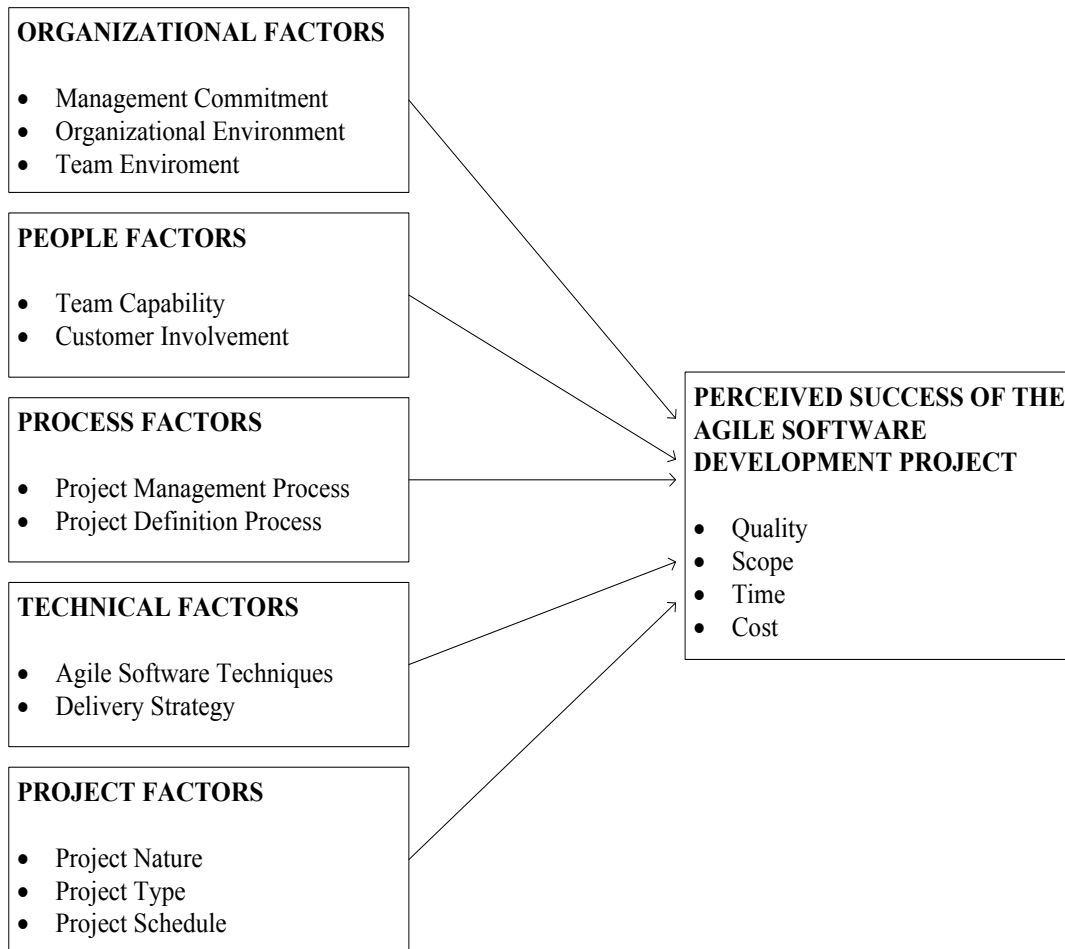 ORGANIZATIONAL FACTORS
• Management Commitment
• Organizational Environment
• Team Enviroment
PEOPLE FACTORS
• Team Capability
• Customer Involvement
PROCESS FACTORS
• Project Management Process
• Project Definition Process
TECHNICAL FACTORS
• Agile Software Techniques
• Delivery Strategy
PROJECT FACTORS
• Project Nature
• Project Type
• Project Schedule
PERCEIVED SUCCESS OF THE
AGILE SOFTWARE
DEVELOPMENT PROJECT
• Quality
• Scope
• Time
• Cost